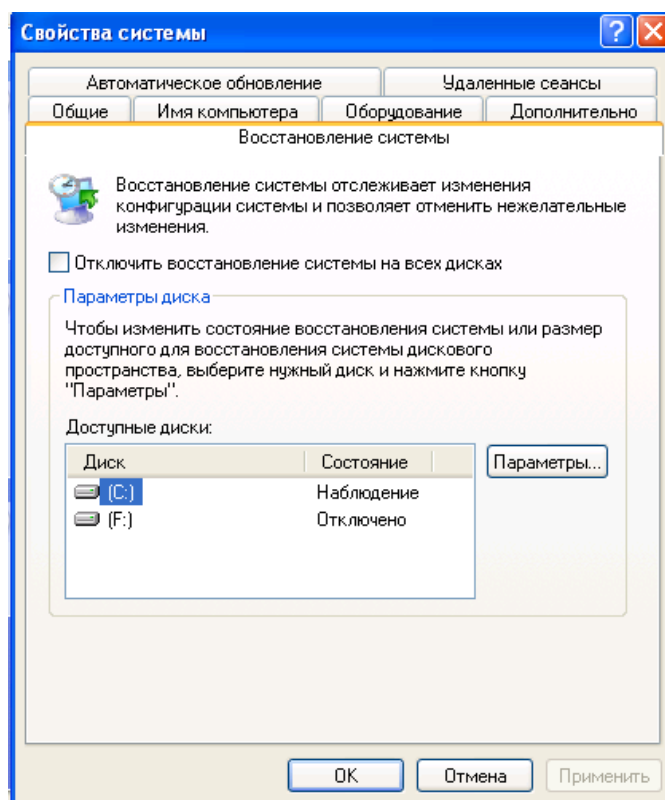 Свойства системы
Автоматическое обновление Удаленные сеансы
Общие Имя компьютера Оборудование Дополнительно
Восстановление системы
Восстановление системы отслеживает изменения
конфигурации системы и позволяет отменить нежелательные
изменения.
Отключить восстановление системы на всех дисках
Параметры диска
Чтобы изменить состояние восстановления системы или размер
доступного для восстановления системы дискового
пространства, выберите нужный диск и нажмите кнопку
"Параметры".
Доступные диски:
Диск Состояние Параметры...
(C:) Наблюдение
(F:) Отключено
OK Отмена Применить